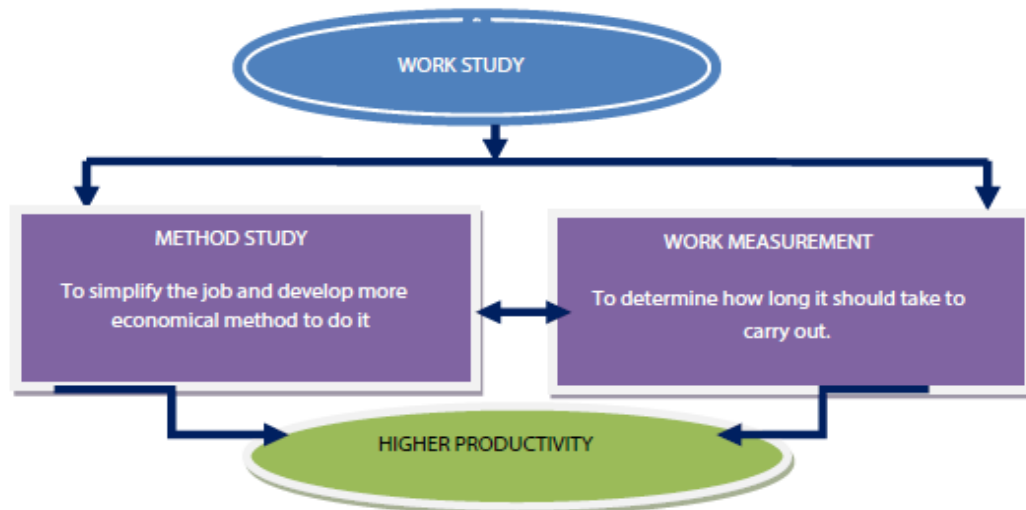 WORK STUDY
METHOD STUDY
To simplify the job and develop more
economical method to do it
WORK MEASUREMENT
To determine how long it should take to
carry out.
HIGHER PRODUCTIVITY